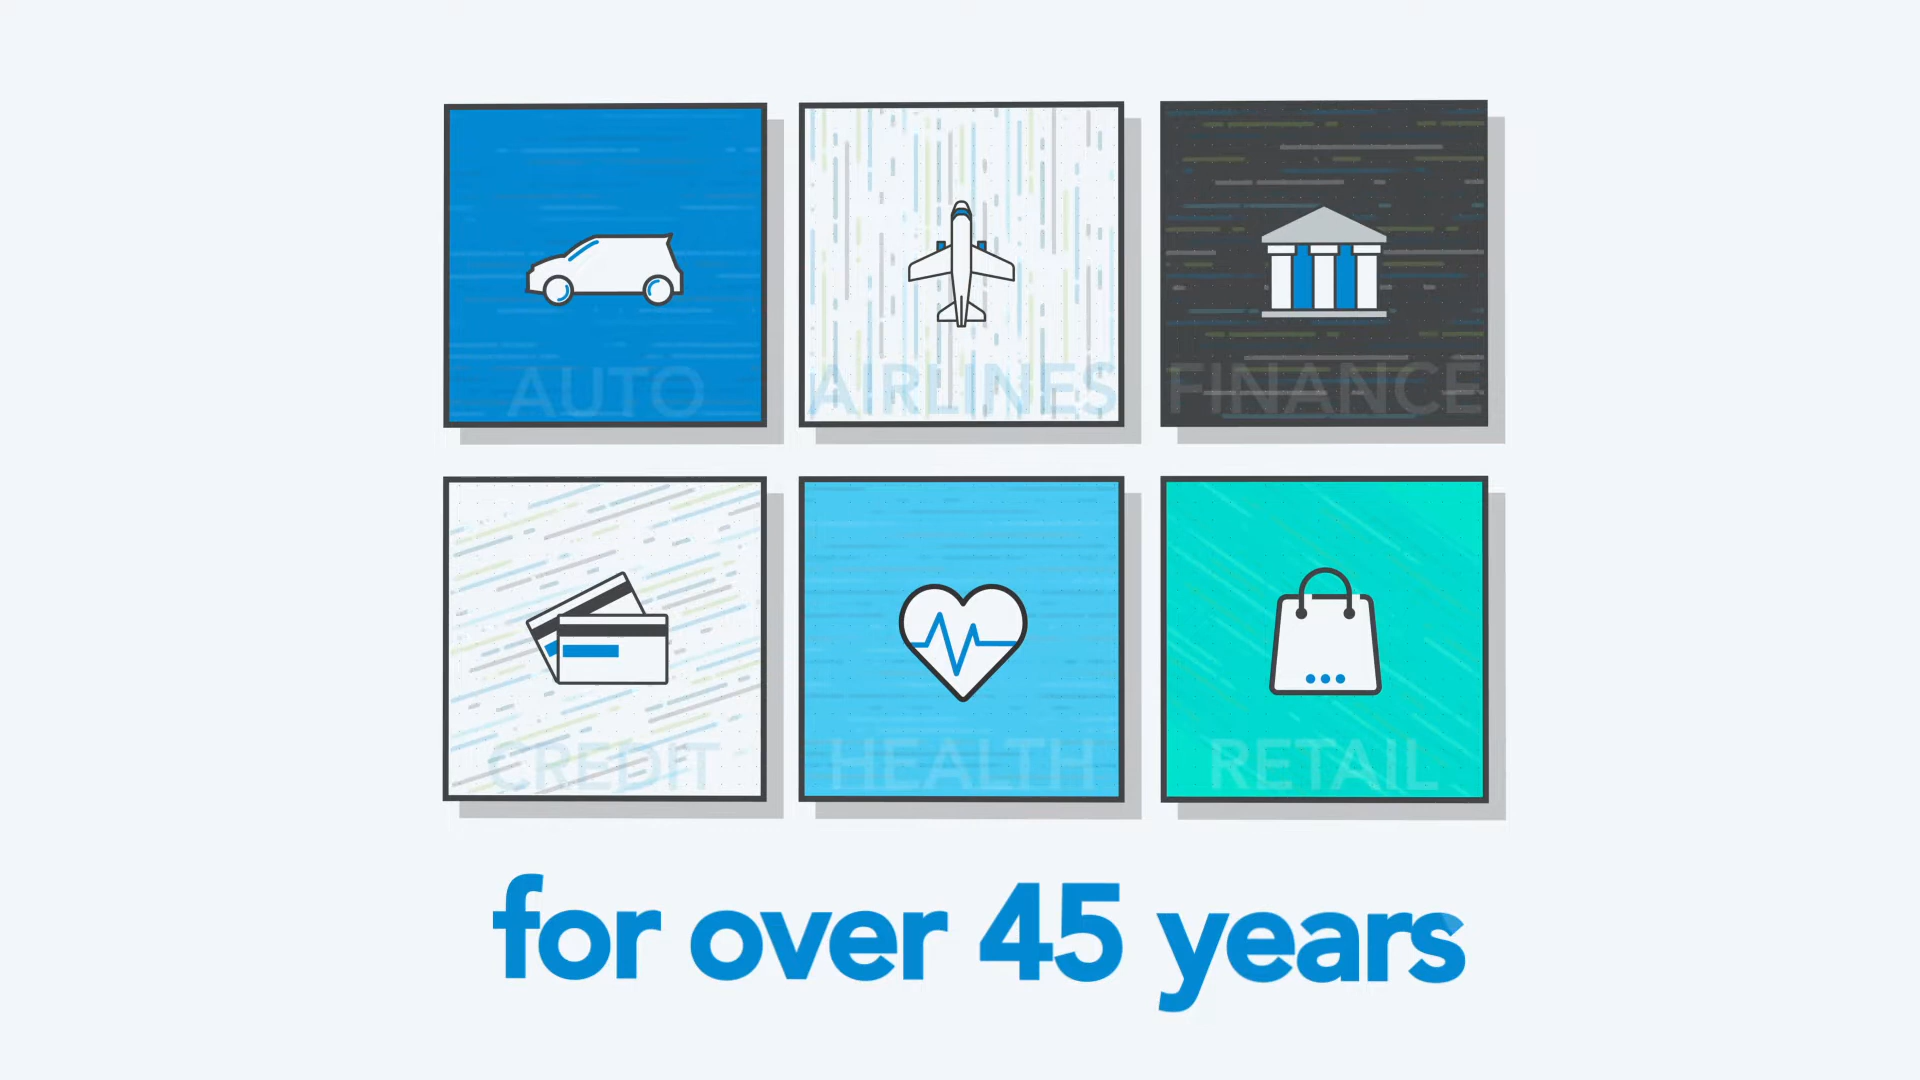 AUTO
AIRLINES
FINANCE
CREDIT
HEALTH
RETAIL
for over 45 years